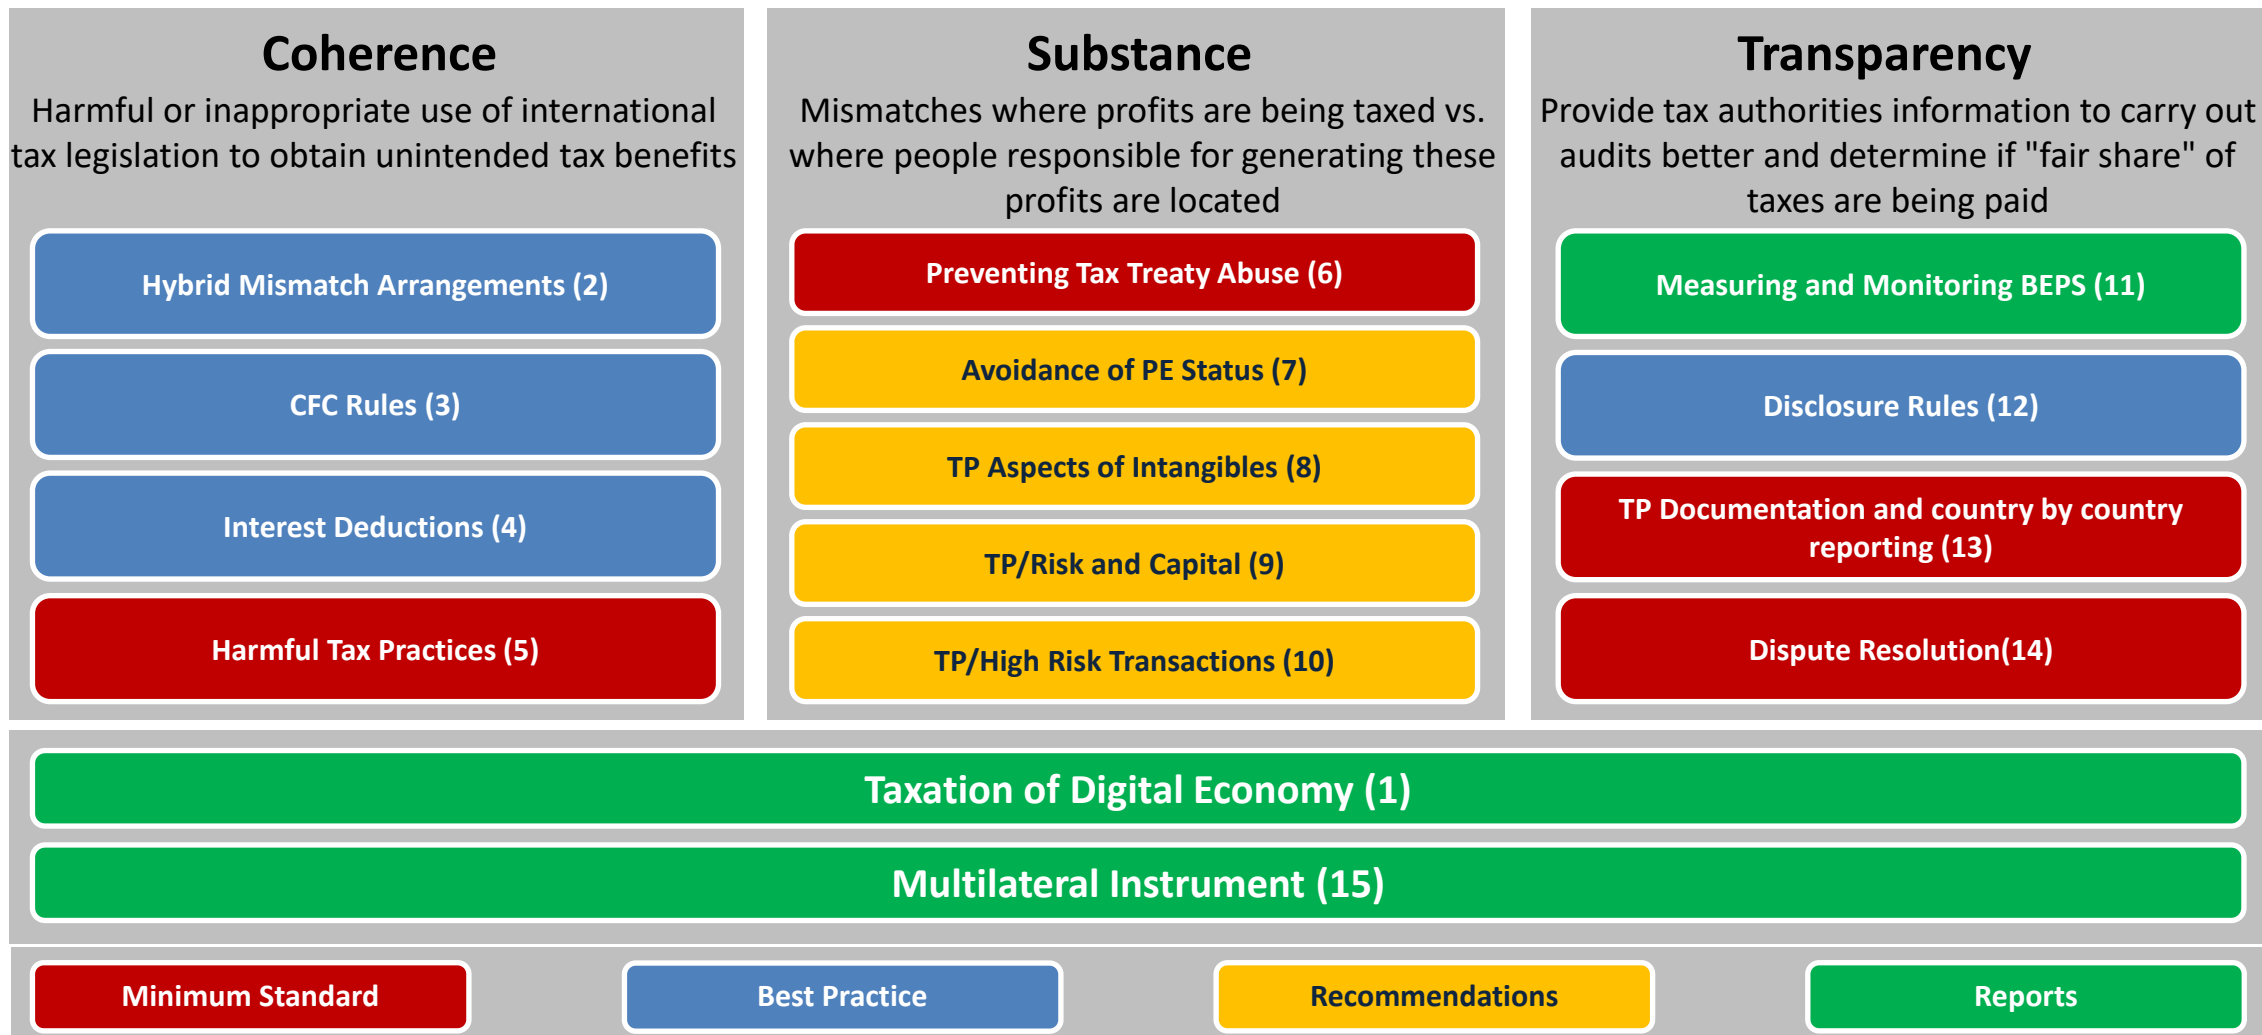 Coherence
Harmful or inappropriate use of international
tax legislation to obtain unintended tax benefits
Hybrid Mismatch Arrangements (2)
CFC Rules (3)
Interest Deductions (4)
Harmful Tax Practices (5)
Substance
Mismatches where profits are being taxed vs.
where people responsible for generating these
profits are located
Preventing Tax Treaty Abuse (6)
Avoidance of PE Status (7)
TP Aspects of Intangibles (8)
TP/Risk and Capital (9)
TP/High Risk Transactions (10)
Transparency
Provide tax authorities information to carry out
audits better and determine if "fair share" of
taxes are being paid
Measuring and Monitoring BEPS (11)
Disclosure Rules (12)
TP Documentation and country by country
reporting (13)
Dispute Resolution(14)
Taxation of Digital Economy (1)
Multilateral Instrument (15)
Minimum Standard
Best Practice
Recommendations
Reports